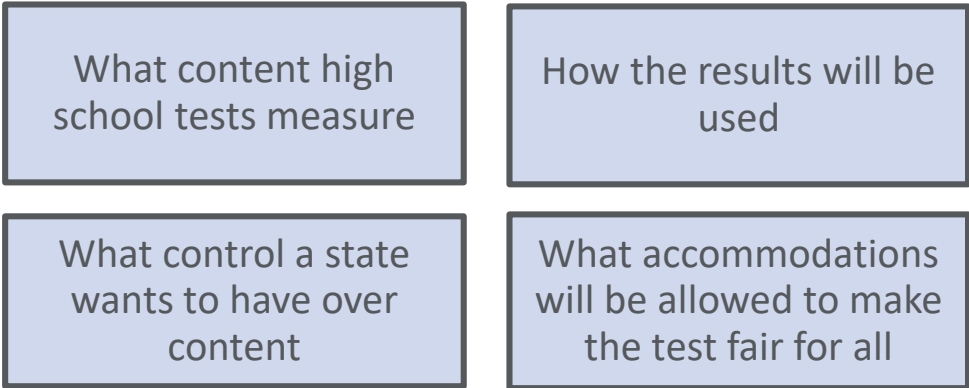 What content high
school tests measure
How the results will be
used
What control a state
wants to have over
content
What accommodations
will be allowed to make
the test fair for all